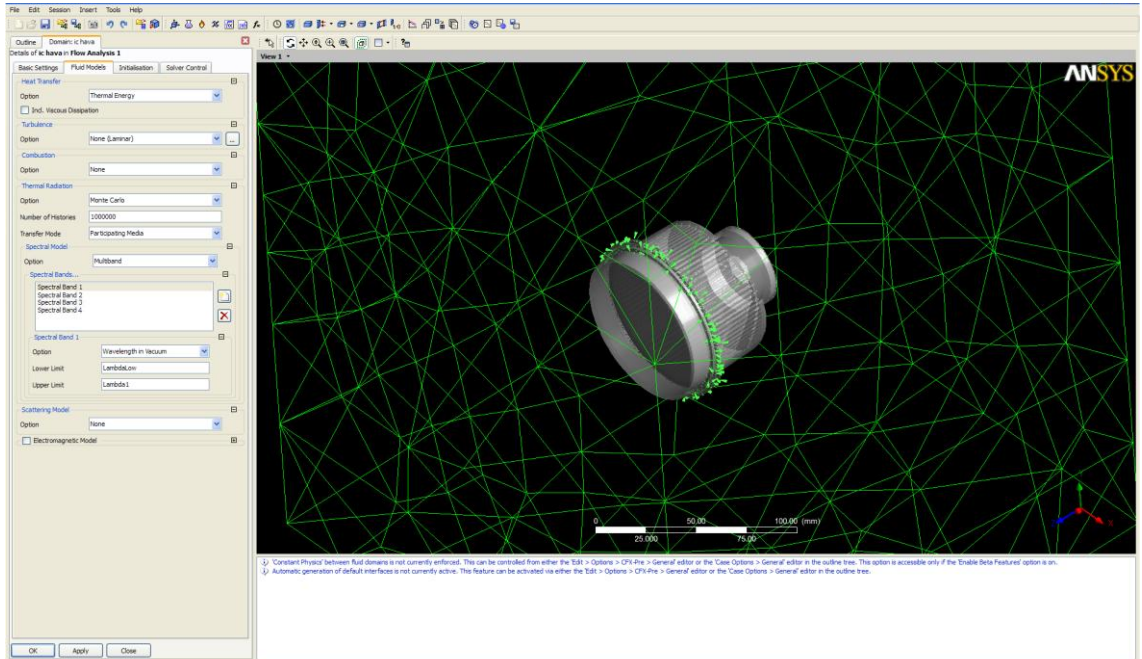 File Edit Session Insert Tools Help
Outline Domain: ic hava
Details of ic hava in Flow Analysis 1
Basic Settings Fluid Models Initialisation Solver Control
Heat Transfer
Option Thermal Energy
Incl. Viscous Dissipation
Turbulence
Option None (Laminar) ...
Combustion
Option None
Thermal Radiation
Option Monte Carlo
Number of Histories 1000000
Transfer Mode Participating Media
Spectral Model
Option Multiband
Spectral Bands...
Spectral Band 1
Spectral Band 2
Spectral Band 3
Spectral Band 4
Spectral Band 1
Option Wavelength in Vacuum
Lower Limit LambdaLow
Upper Limit Lambda1
Scattering Model
Option None
Electromagnetic Model
OK Apply Close
View 1
ANSYS
0 50.00 100.00 (mm)
25.000 75.00
X
'Constant Physics' between fluid domains is not currently enforced. This can be controlled from either the 'Edit > Options > CFX-Pre > General' editor or the 'Case Options > General' editor in the outline tree. This option is accessible only if the 'Enable Beta Features' option is on.
Automatic generation of default interfaces is not currently active. This feature can be activated via either the 'Edit > Options > CFX-Pre > General' editor or the 'Case Options > General' editor in the outline tree.